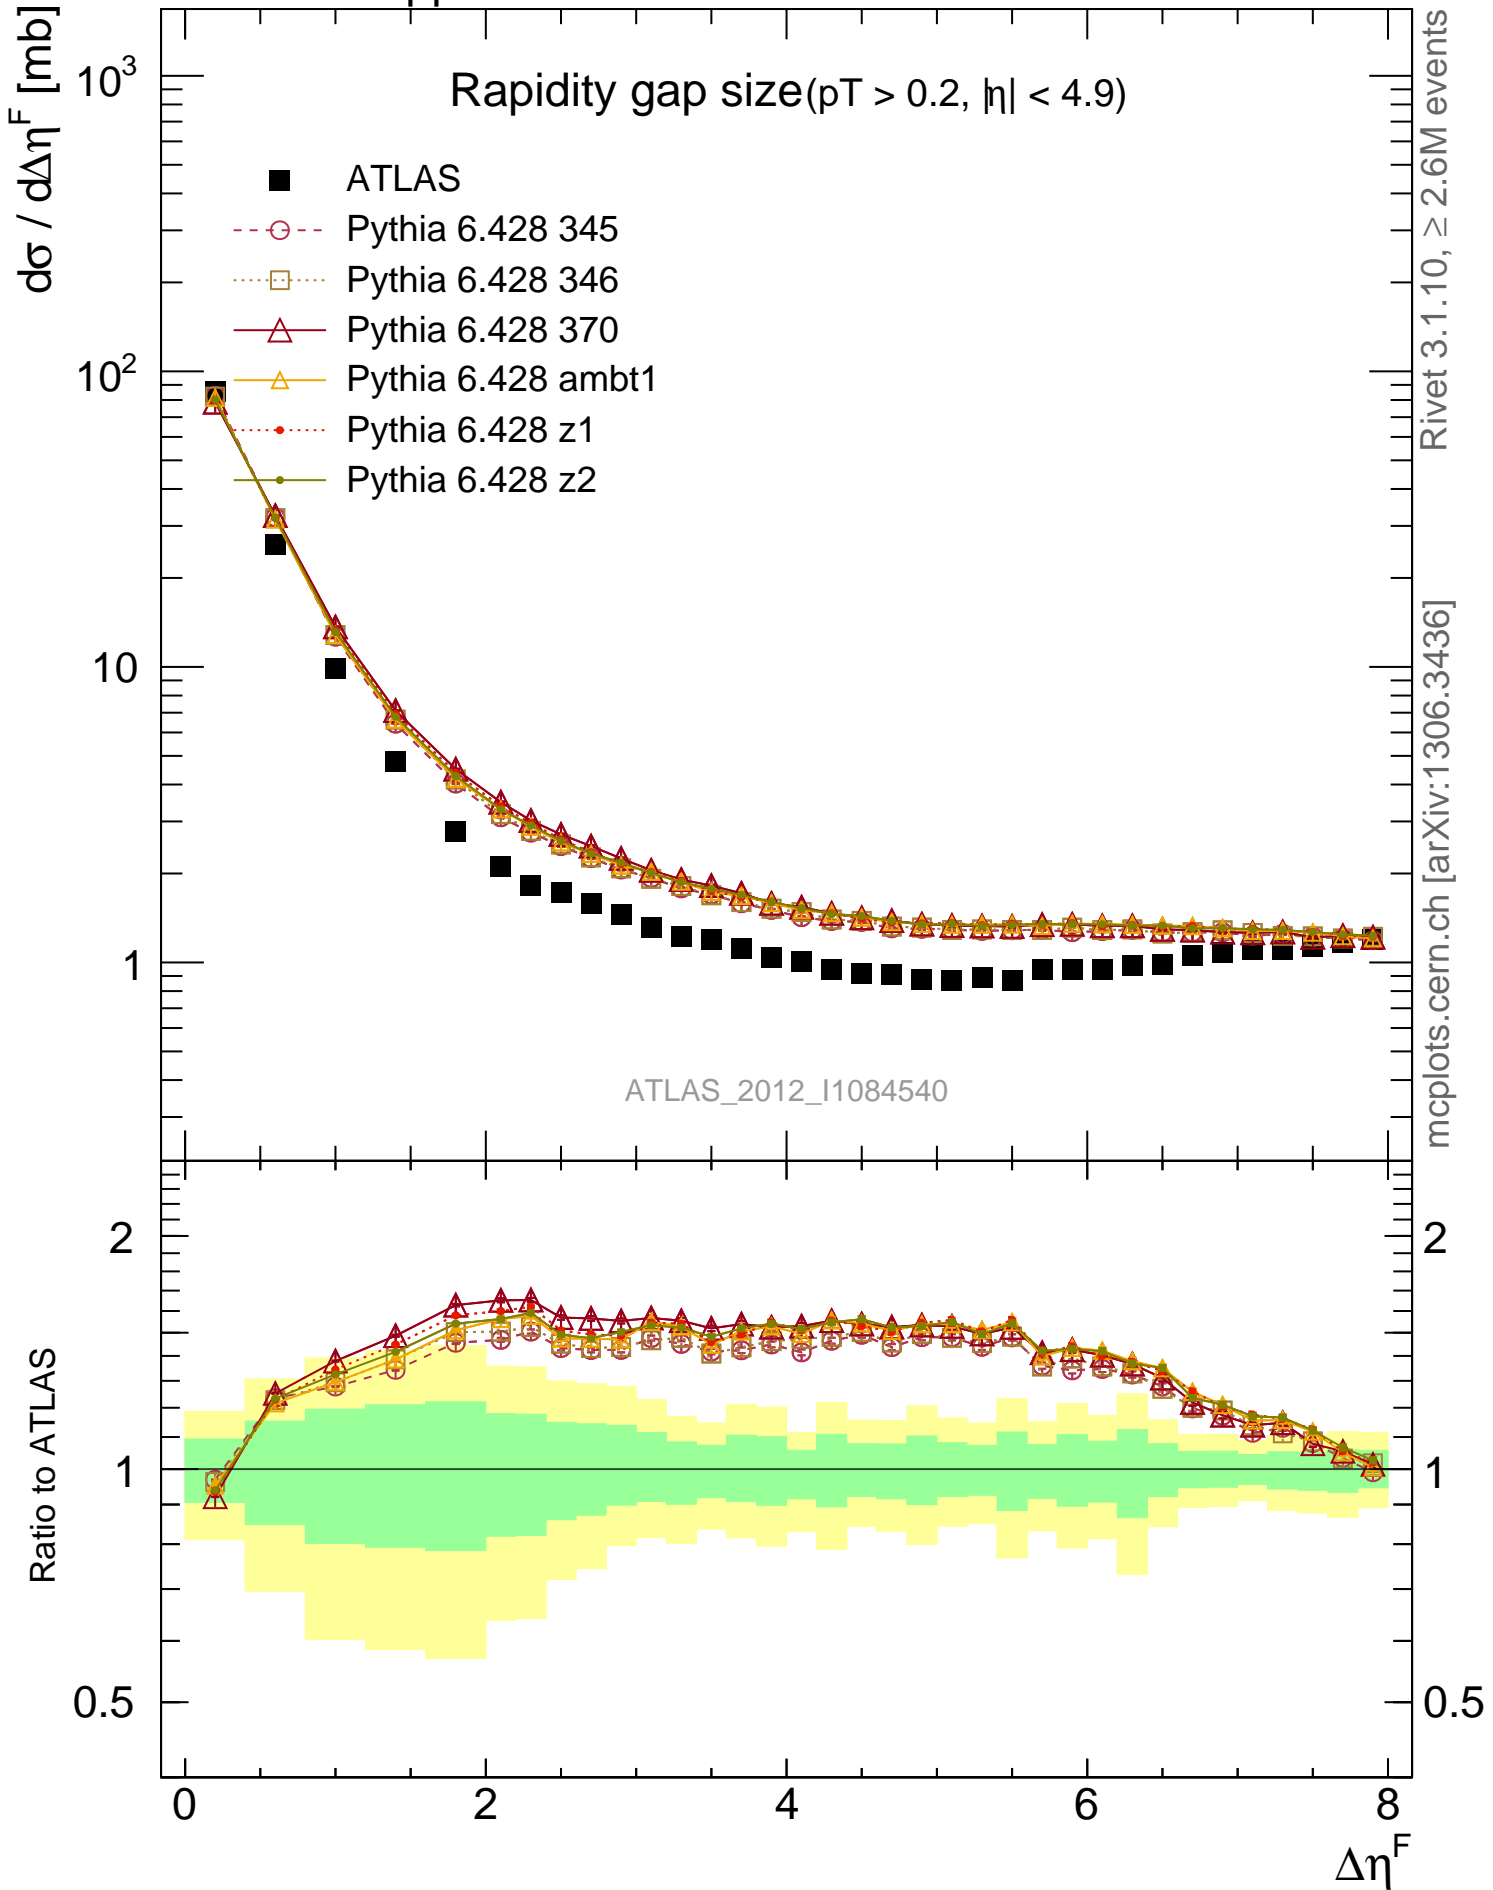 pp
dσ / dΔη^F [mb]
Rapidity gap size(pT > 0.2, |η| < 4.9)
ATLAS
Pythia 6.428 345
Pythia 6.428 346
Pythia 6.428 370
Pythia 6.428 ambt1
Pythia 6.428 z1
Pythia 6.428 z2
10^3
10^2
10
1
ATLAS_2012_I1084540
Rivet 3.1.10, ≥ 2.6M events
mcplots.cern.ch [arXiv:1306.3436]
Ratio to ATLAS
2
1
0.5
2
1
0.5
0 2 4 6 8
Δη^F